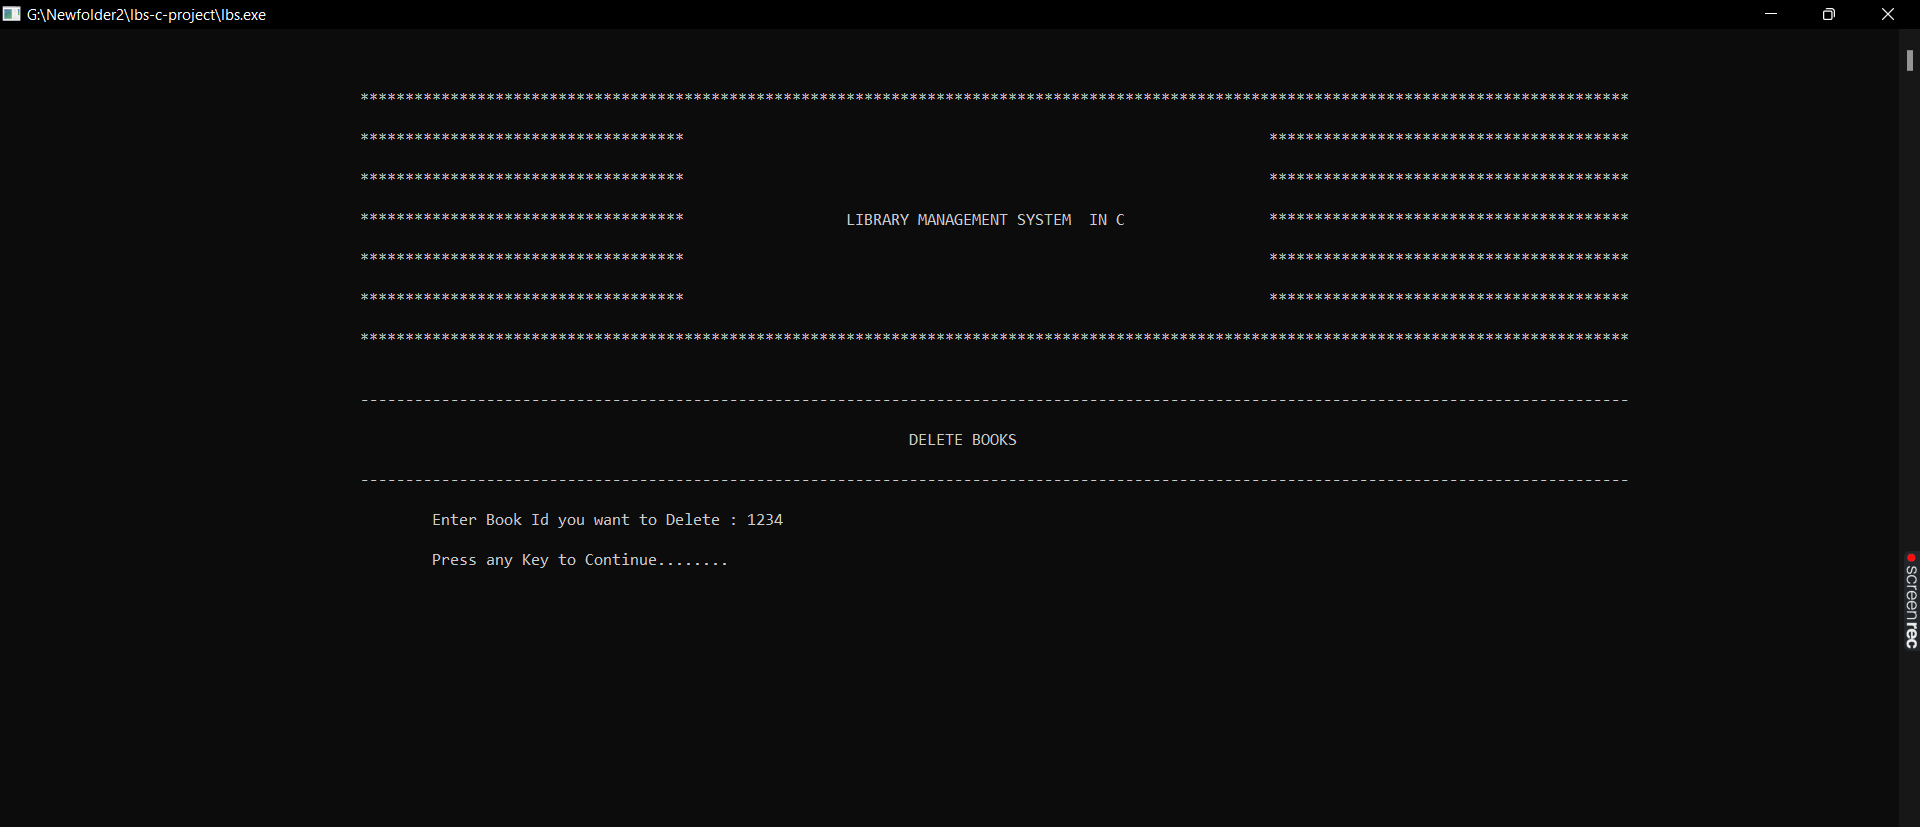 G:\Newfolder2\lbs-c-project\lbs.exe
*********************************************************************************************************************************************
************************************ ****************************************
************************************ ****************************************
************************************ LIBRARY MANAGEMENT SYSTEM  IN C ****************************************
************************************ ****************************************
************************************ ****************************************
*********************************************************************************************************************************************
---------------------------------------------------------------------------------------------------------------------------------------------
DELETE BOOKS
---------------------------------------------------------------------------------------------------------------------------------------------
Enter Book Id you want to Delete : 1234
Press any Key to Continue........
screenrec